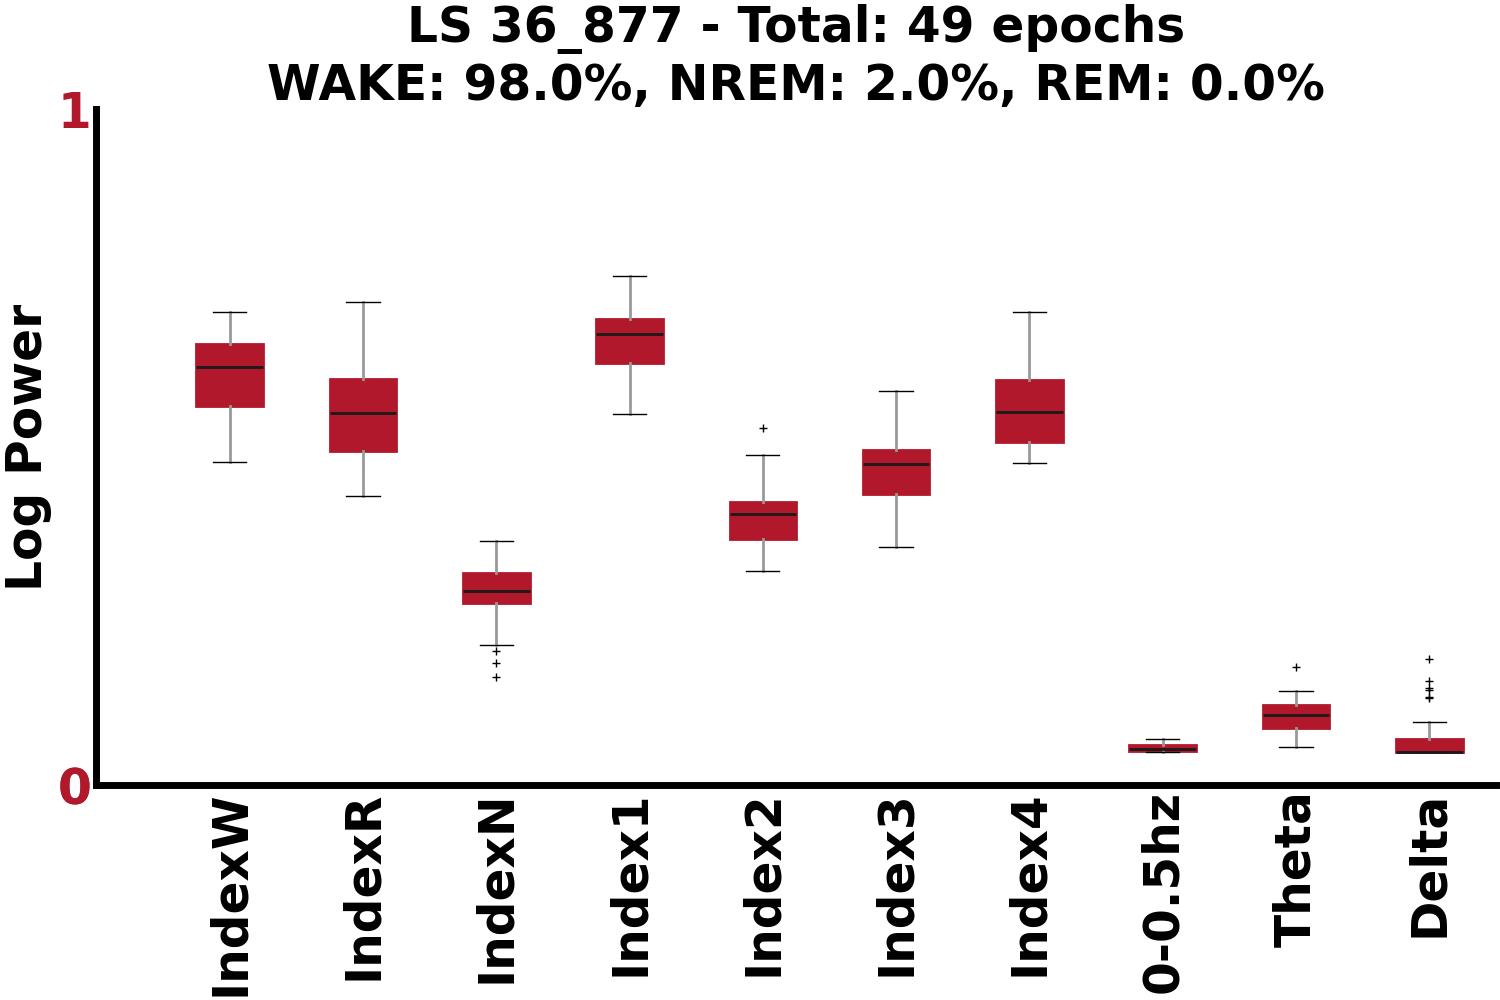 LS 36_877 - Total: 49 epochs
WAKE: 98.0%, NREM: 2.0%, REM: 0.0%
1
Log Power
0
IndexW
IndexR
IndexN
Index1
Index2
Index3
Index4
0-0.5hz
Theta
Delta